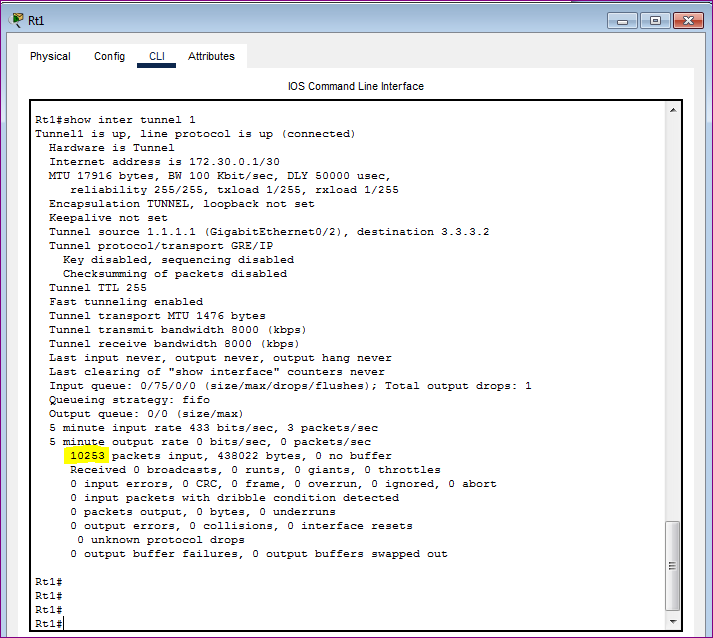 Rt1
Physical Config CLI Attributes
IOS Command Line Interface
Rt1#show inter tunnel 1
Tunnel1 is up, line protocol is up (connected)
Hardware is Tunnel
Internet address is 172.30.0.1/30
MTU 17916 bytes, BW 100 Kbit/sec, DLY 50000 usec,
reliability 255/255, txload 1/255, rxload 1/255
Encapsulation TUNNEL, loopback not set
Keepalive not set
Tunnel source 1.1.1.1 (GigabitEthernet0/2), destination 3.3.3.2
Tunnel protocol/transport GRE/IP
Key disabled, sequencing disabled
Checksumming of packets disabled
Tunnel TTL 255
Fast tunneling enabled
Tunnel transport MTU 1476 bytes
Tunnel transmit bandwidth 8000 (kbps)
Tunnel receive bandwidth 8000 (kbps)
Last input never, output never, output hang never
Last clearing of "show interface" counters never
Input queue: 0/75/0/0 (size/max/drops/flushes); Total output drops: 1
Queueing strategy: fifo
Output queue: 0/0 (size/max)
5 minute input rate 433 bits/sec, 3 packets/sec
5 minute output rate 0 bits/sec, 0 packets/sec
10253 packets input, 438022 bytes, 0 no buffer
Received 0 broadcasts, 0 runts, 0 giants, 0 throttles
0 input errors, 0 CRC, 0 frame, 0 overrun, 0 ignored, 0 abort
0 input packets with dribble condition detected
0 packets output, 0 bytes, 0 underruns
0 output errors, 0 collisions, 0 interface resets
0 unknown protocol drops
0 output buffer failures, 0 output buffers swapped out
Rt1#
Rt1#
Rt1#
Rt1#